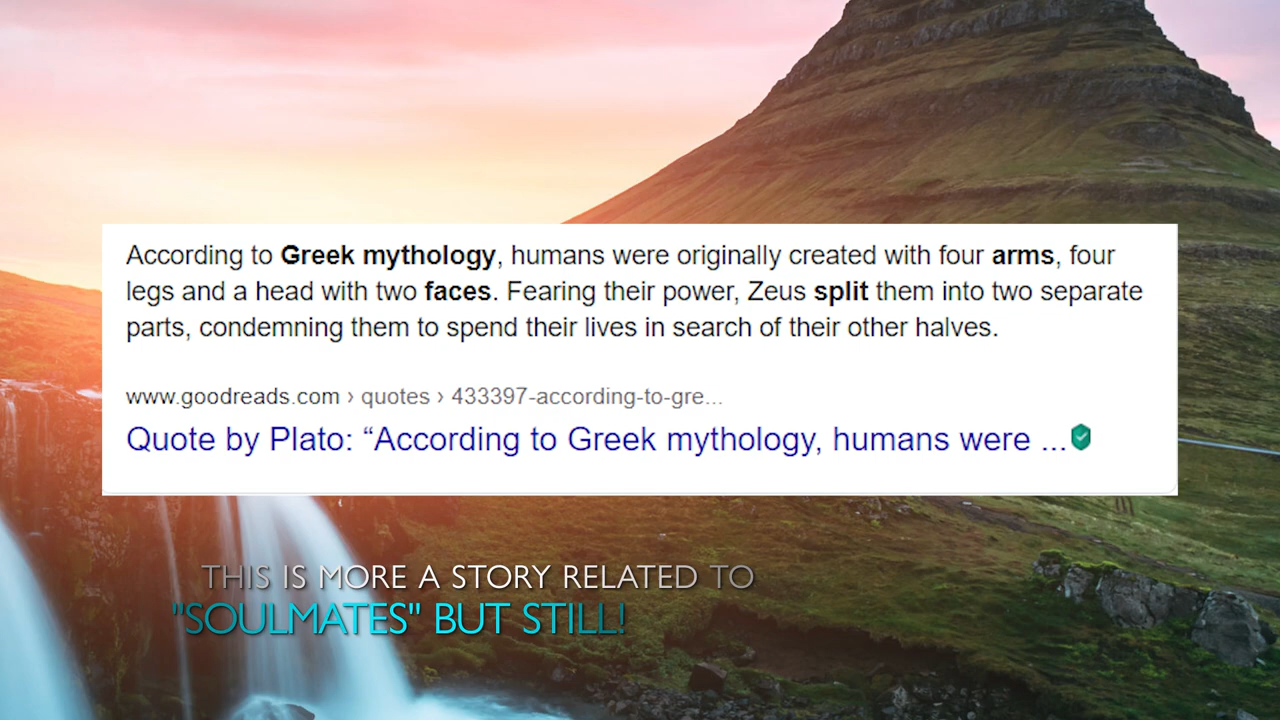 According to Greek mythology, humans were originally created with four arms, four
legs and a head with two faces. Fearing their power, Zeus split them into two separate
parts, condemning them to spend their lives in search of their other halves.
www.goodreads.com › quotes › 433397-according-to-gre...
Quote by Plato: “According to Greek mythology, humans were ...
THIS IS MORE A STORY RELATED TO
"SOULMATES" BUT STILL!